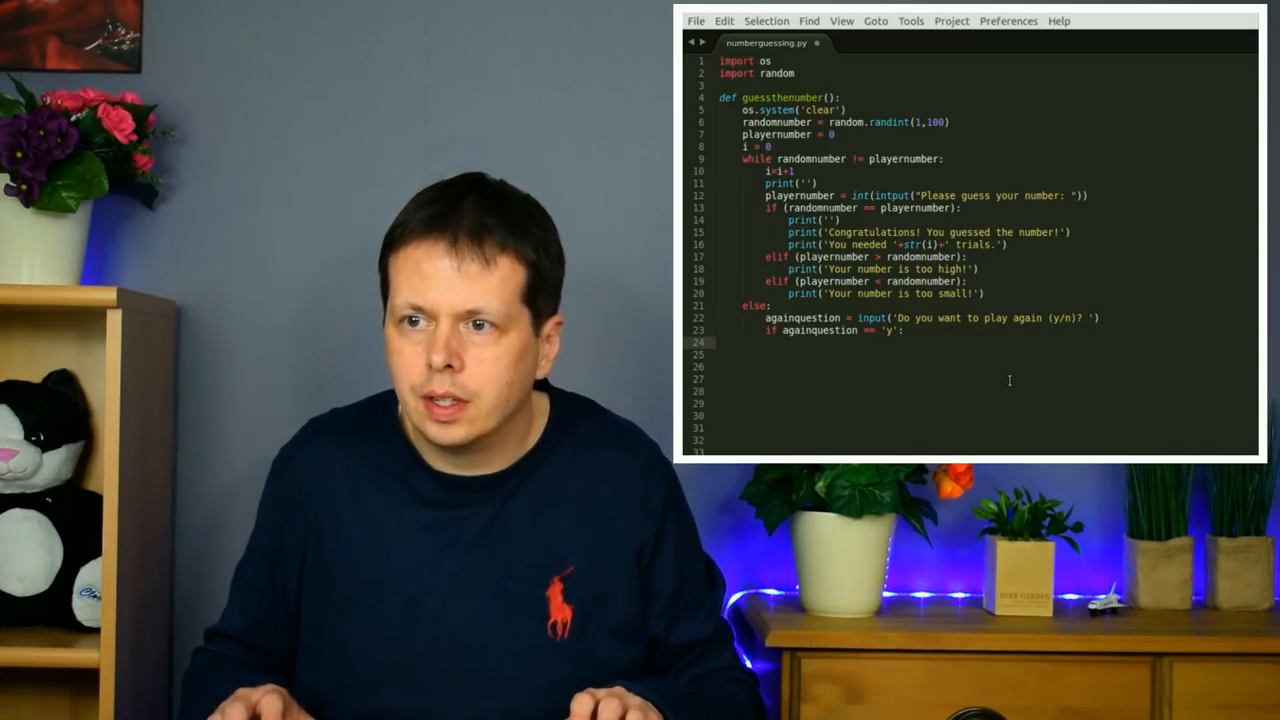 File Edit Selection Find View Goto Tools Project Preferences Help
numberguessing.py
1 import os
2 import random
3
4 def guessthenumber():
5 os.system('clear')
6 randomnumber = random.randint(1,100)
7 playernumber = 0
8 i = 0
9 while randomnumber != playernumber:
10 i=i+1
11 print('')
12 playernumber = int(intput("Please guess your number: "))
13 if (randomnumber == playernumber):
14 print('')
15 print('Congratulations! You guessed the number!')
16 print('You needed '+str(i)+' trials.')
17 elif (playernumber > randomnumber):
18 print('Your number is too high!')
19 elif (playernumber < randomnumber):
20 print('Your number is too small!')
21 else:
22 againquestion = input('Do you want to play again (y/n)? ')
23 if againquestion == 'y':
24
25
26
27
28
29
30
31
32
33
HERB GARDEN